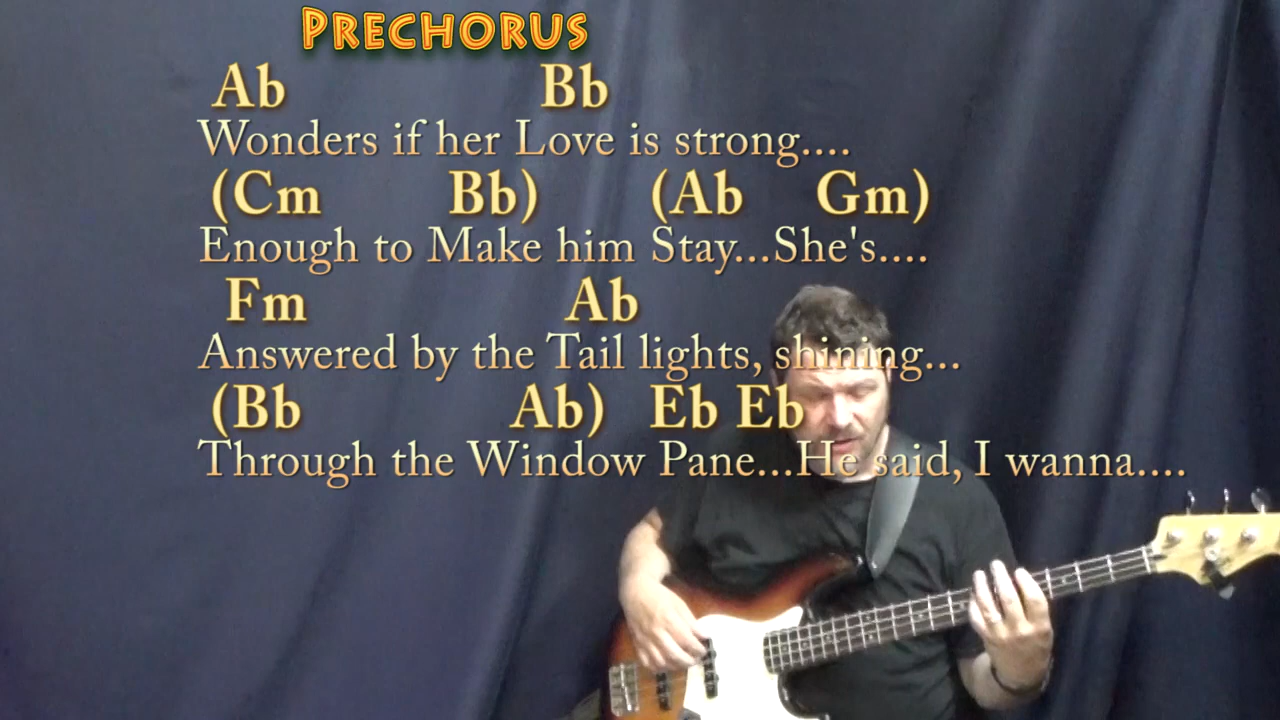 PRECHORUS
Ab Bb
Wonders if her Love is strong....
(Cm Bb) (Ab Gm)
Enough to Make him Stay...She's....
Fm Ab
Answered by the Tail lights, shining...
(Bb Ab) Eb Eb
Through the Window Pane...He said, I wanna....